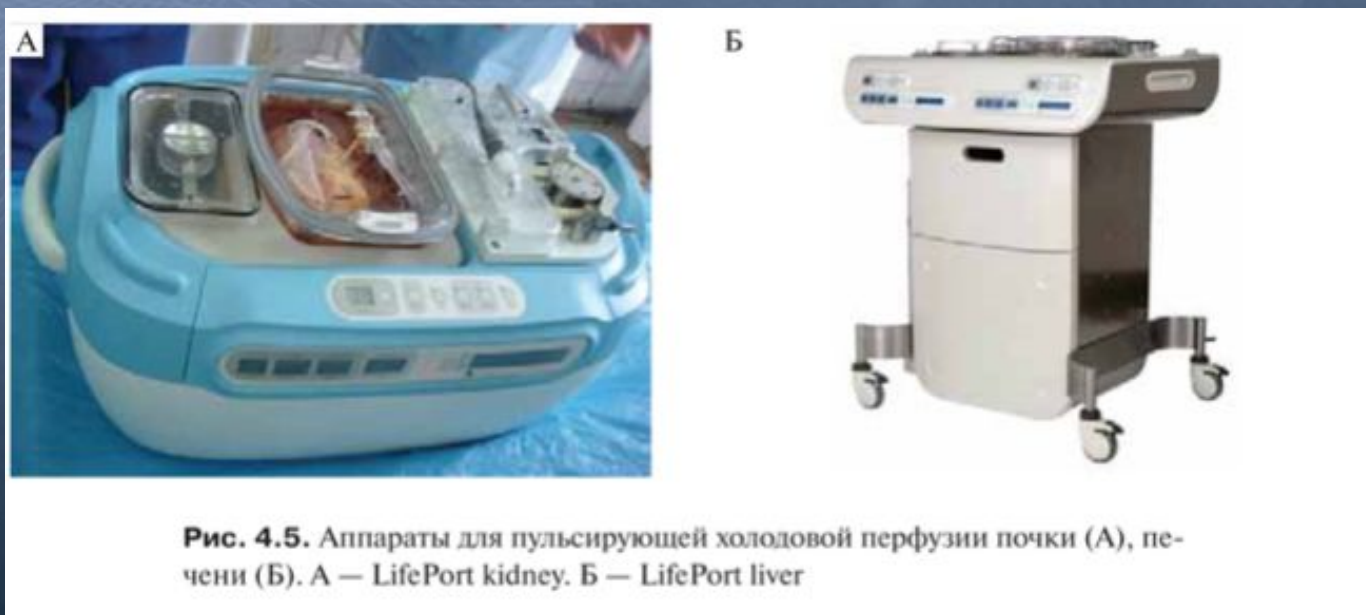 А
Б
Рис. 4.5. Аппараты для пульсирующей холодовой перфузии почки (А), пе-
чени (Б). А — LifePort kidney. Б — LifePort liver